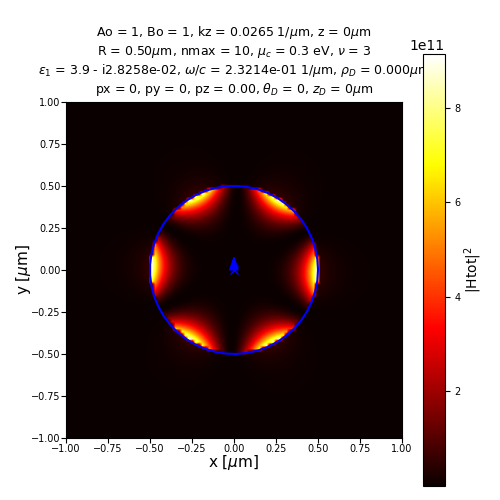 Ao = 1, Bo = 1, kz = 0.0265 1/μm, z = 0μm
R = 0.50μm, nmax = 10, μ_c = 0.3 eV, ν = 3
ε₁ = 3.9 - i2.8258e-02, ω/c = 2.3214e-01 1/μm, ρ_D = 0.000μm
px = 0, py = 0, pz = 0.00, θ_D = 0, z_D = 0μm
1e11
1.00
0.75
0.50
0.25
0.00
−0.25
−0.50
−0.75
−1.00
y [μm]
−1.00 −0.75 −0.50 −0.25 0.00 0.25 0.50 0.75 1.00
x [μm]
8
6
4
2
|Htot|²